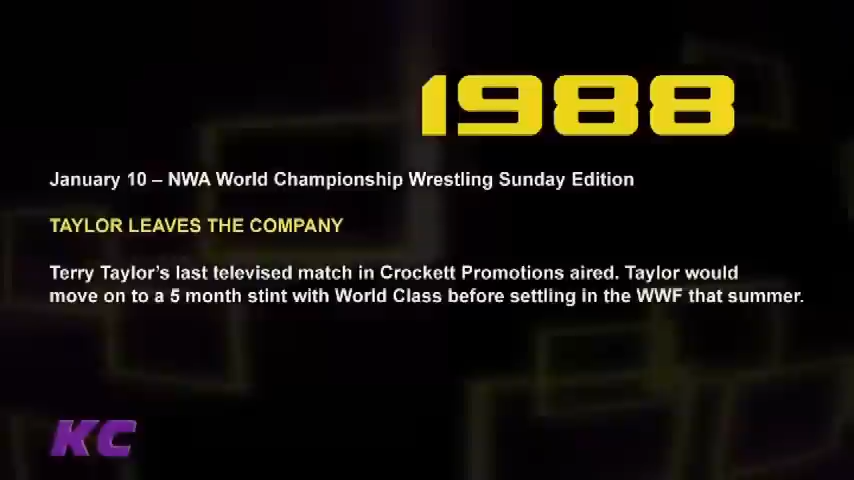 1988
January 10 – NWA World Championship Wrestling Sunday Edition
TAYLOR LEAVES THE COMPANY
Terry Taylor's last televised match in Crockett Promotions aired. Taylor would
move on to a 5 month stint with World Class before settling in the WWF that summer.
KC